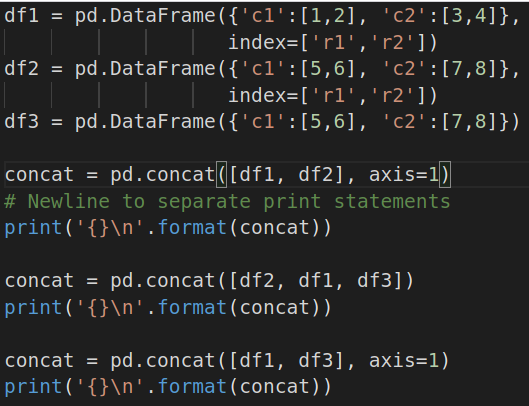 df1 = pd.DataFrame({'c1':[1,2], 'c2':[3,4]},
                   index=['r1','r2'])
df2 = pd.DataFrame({'c1':[5,6], 'c2':[7,8]},
                   index=['r1','r2'])
df3 = pd.DataFrame({'c1':[5,6], 'c2':[7,8]})

concat = pd.concat([df1, df2], axis=1)
# Newline to separate print statements
print('{}\n'.format(concat))

concat = pd.concat([df2, df1, df3])
print('{}\n'.format(concat))

concat = pd.concat([df1, df3], axis=1)
print('{}\n'.format(concat))